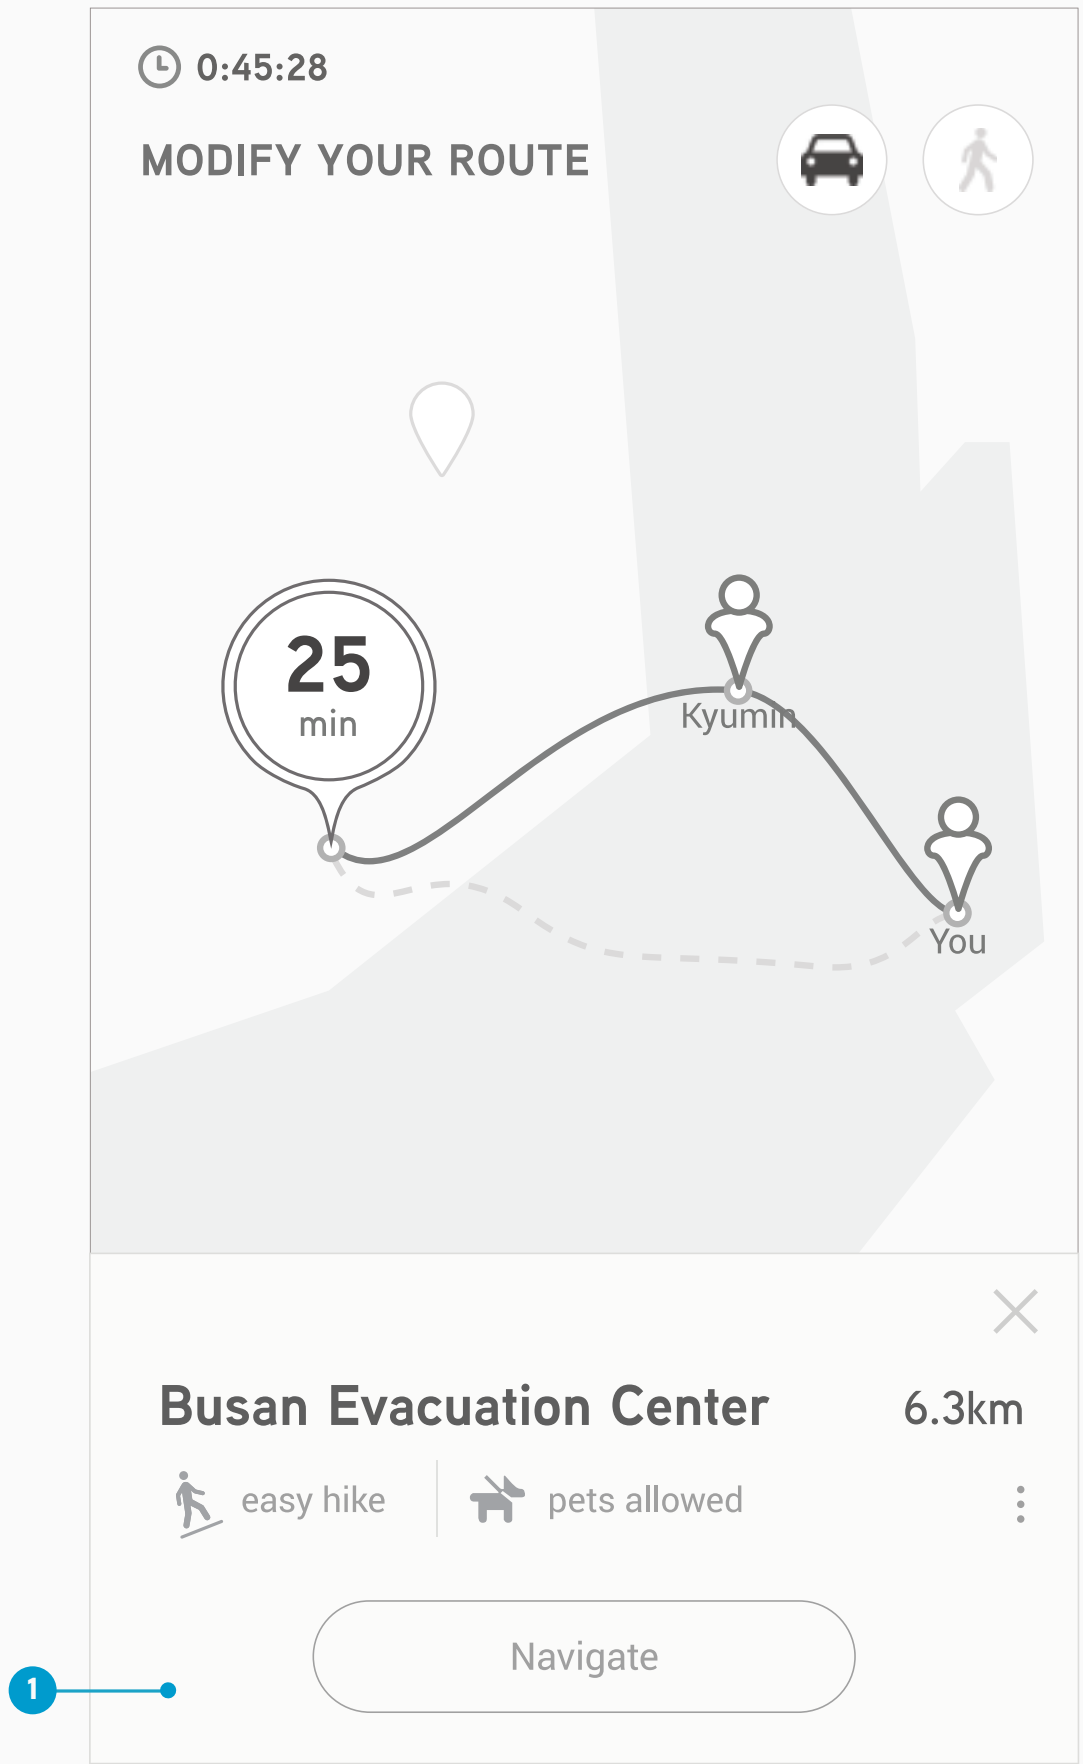 0:45:28
MODIFY YOUR ROUTE
25
min
Kyumin
You
Busan Evacuation Center 6.3km
easy hike pets allowed
Navigate
1